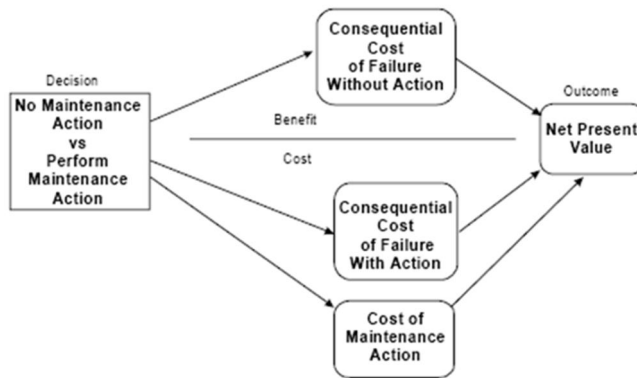 Decision
No Maintenance
Action
vs
Perform
Maintenance
Action
Consequential
Cost
of Failure
Without Action
Benefit
Cost
Consequential
Cost
of Failure
With Action
Cost of
Maintenance
Action
Outcome
Net Present
Value